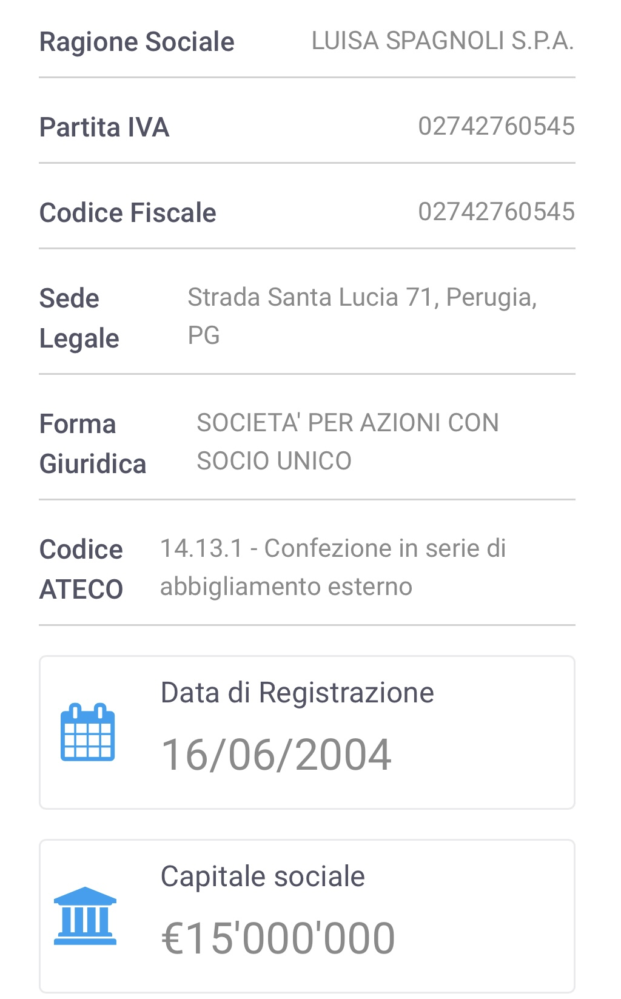 Ragione Sociale LUISA SPAGNOLI S.P.A.
Partita IVA 02742760545
Codice Fiscale 02742760545
Sede Legale
Strada Santa Lucia 71, Perugia,
PG
Forma Giuridica
SOCIETA' PER AZIONI CON
SOCIO UNICO
Codice ATECO
14.13.1 - Confezione in serie di
abbigliamento esterno
Data di Registrazione
16/06/2004
Capitale sociale
€15'000'000